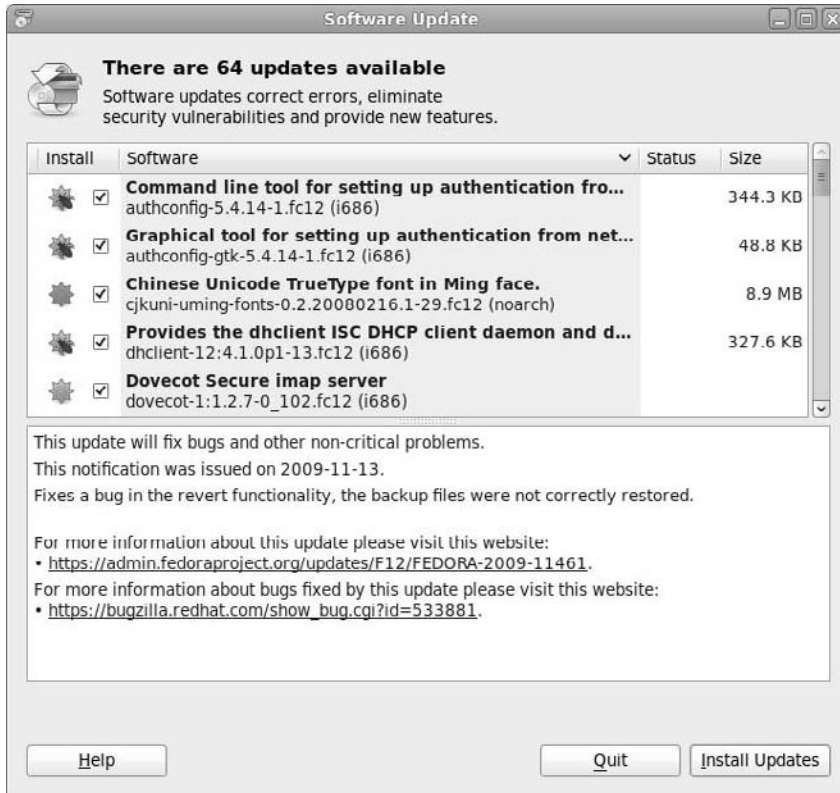 Software Update
There are 64 updates available
Software updates correct errors, eliminate
security vulnerabilities and provide new features.
Install Software Status Size
Command line tool for setting up authentication fro...
authconfig-5.4.14-1.fc12 (i686)
344.3 KB
Graphical tool for setting up authentication from net...
authconfig-gtk-5.4.14-1.fc12 (i686)
48.8 KB
Chinese Unicode TrueType font in Ming face.
cjkuni-uming-fonts-0.2.20080216.1-29.fc12 (noarch)
8.9 MB
Provides the dhclient ISC DHCP client daemon and d...
dhclient-12:4.1.0p1-13.fc12 (i686)
327.6 KB
Dovecot Secure imap server
dovecot-1:1.2.7-0_102.fc12 (i686)
This update will fix bugs and other non-critical problems.
This notification was issued on 2009-11-13.
Fixes a bug in the revert functionality, the backup files were not correctly restored.
For more information about this update please visit this website:
• https://admin.fedoraproject.org/updates/F12/FEDORA-2009-11461.
For more information about bugs fixed by this update please visit this website:
• https://bugzilla.redhat.com/show_bug.cgi?id=533881.
Help Quit Install Updates